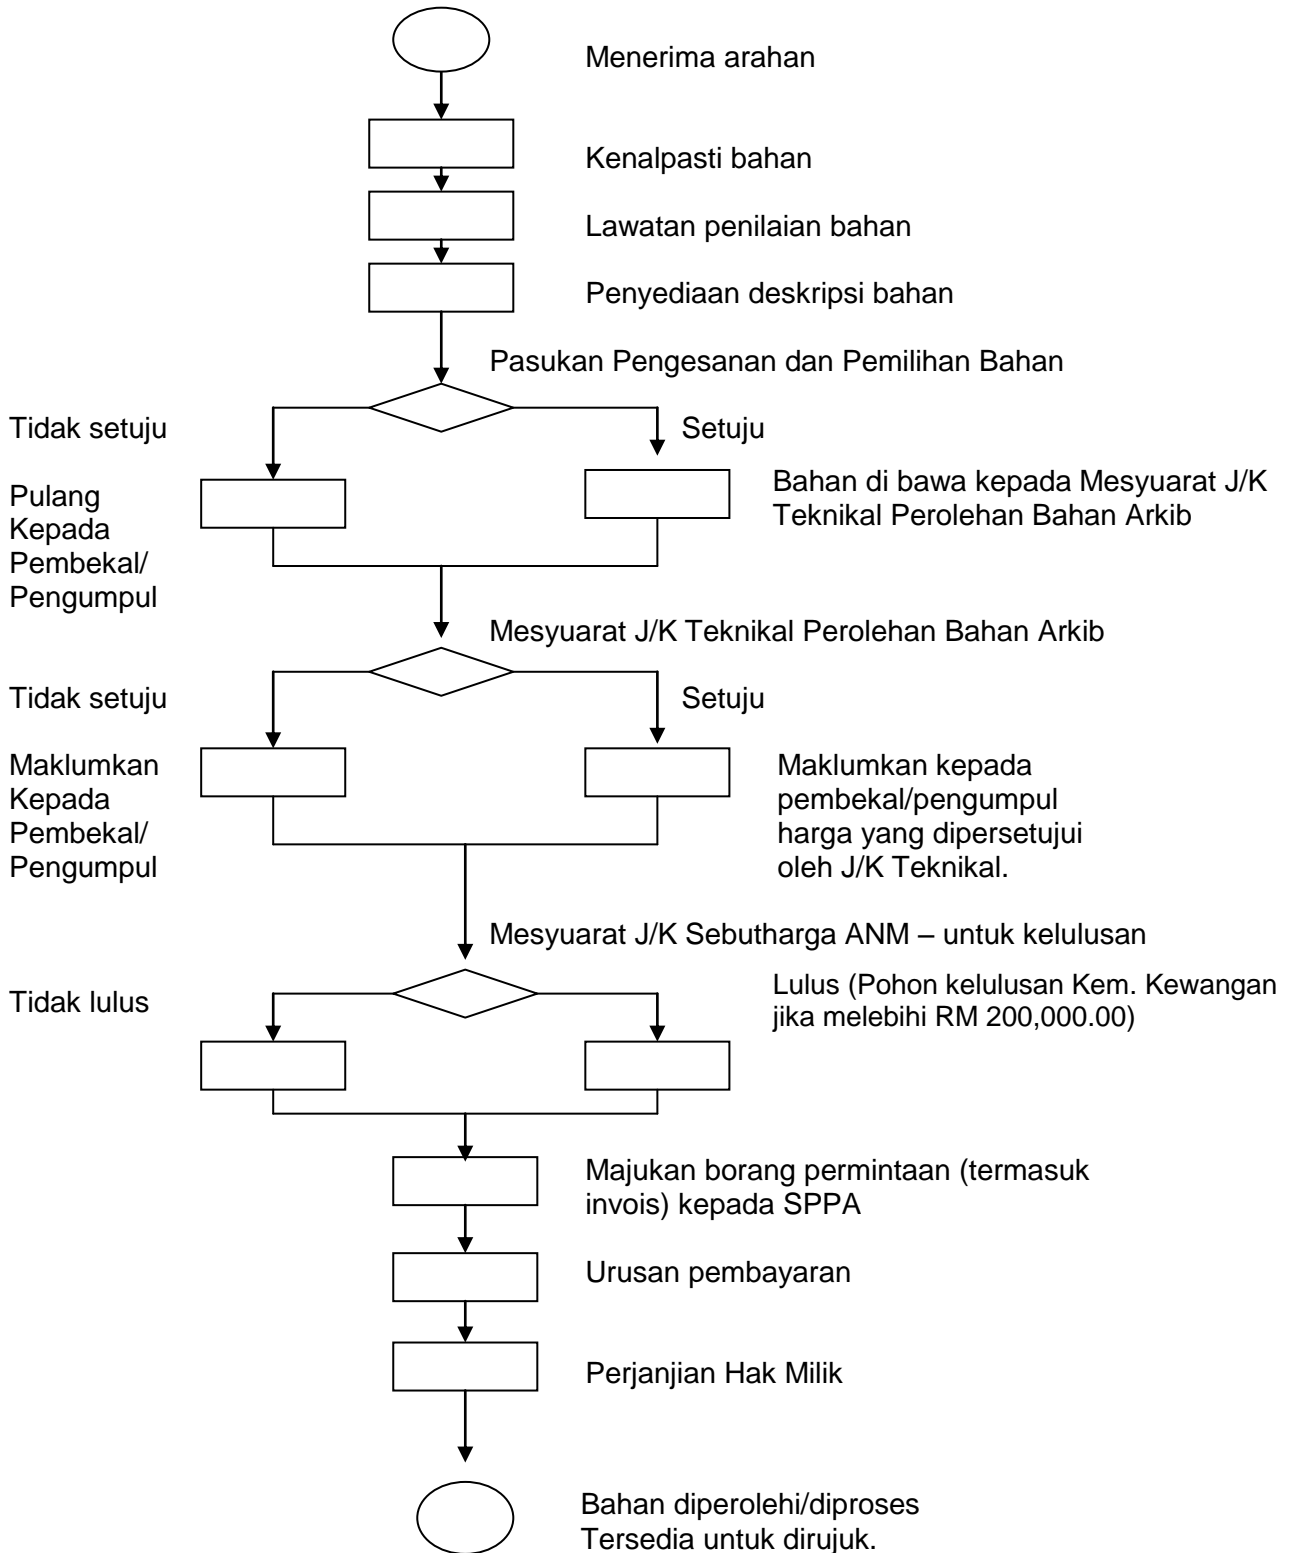 Menerima arahan
Kenalpasti bahan
Lawatan penilaian bahan
Penyediaan deskripsi bahan
Pasukan Pengesanan dan Pemilihan Bahan
Tidak setuju
Setuju
Pulang
Kepada
Pembekal/
Pengumpul
Bahan di bawa kepada Mesyuarat J/K
Teknikal Perolehan Bahan Arkib
Mesyuarat J/K Teknikal Perolehan Bahan Arkib
Tidak setuju
Setuju
Maklumkan
Kepada
Pembekal/
Pengumpul
Maklumkan kepada
pembekal/pengumpul
harga yang dipersetujui
oleh J/K Teknikal.
Mesyuarat J/K Sebutharga ANM – untuk kelulusan
Tidak lulus
Lulus (Pohon kelulusan Kem. Kewangan
jika melebihi RM 200,000.00)
Majukan borang permintaan (termasuk
invois) kepada SPPA
Urusan pembayaran
Perjanjian Hak Milik
Bahan diperolehi/diproses
Tersedia untuk dirujuk.